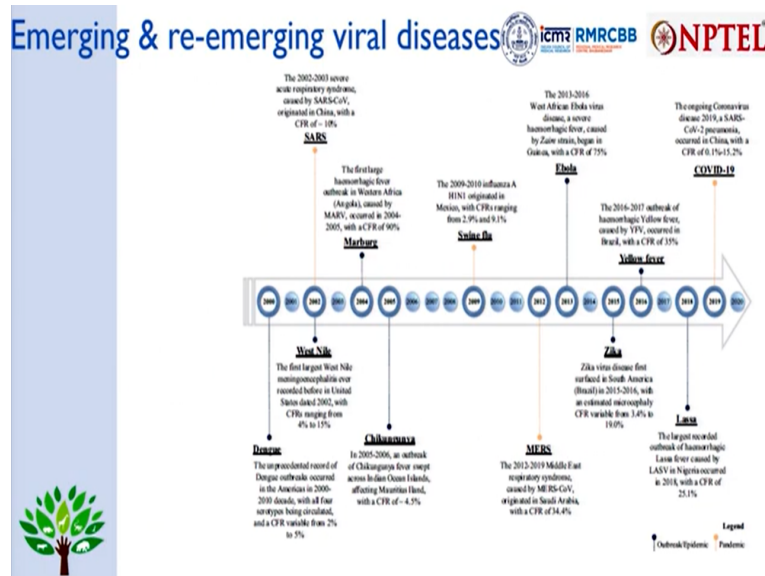 Emerging & re-emerging viral diseases
icmr
RMRCBB
NPTEL
The 2002-2003 severe
acute respiratory syndrome,
caused by SARS-CoV,
originated in China, with a
CFR of ~ 10%
SARS
The first large
haemorrhagic fever
outbreak in Western Africa
(Angola), caused by
MARV, occurred in 2004-
2005, with a CFR of 90%
Marburg
The 2009-2010 influenza A
H1N1 originated in
Mexico, with CFRs ranging
from 2.9% and 9.1%
Swine flu
The 2013-2016
West African Ebola virus
disease, a severe
haemorrhagic fever, caused
by Zaire strain, began in
Guinea, with a CFR of 75%
Ebola
The 2016-2017 outbreak of
haemorrhagic Yellow fever,
caused by YFV, occurred in
Brazil, with a CFR of 35%
Yellow fever
The ongoing Coronavirus
disease 2019, a SARS-
CoV-2 pneumonia,
occurred in China, with a
CFR of 0.1%-15.2%
COVID-19
2000 2001 2002 2003 2004 2005 2006 2007 2008 2009 2010 2011 2012 2013 2014 2015 2016 2017 2018 2019 2020
Dengue
The unprecedented record of
Dengue outbreaks occurred
in the Americas in 2000-
2010 decade, with all four
serotypes being circulated,
and a CFR variable from 2%
to 5%
West Nile
The first largest West Nile
meningoencephalitis ever
recorded before in United
States dated 2002, with
CFRs ranging from
4% to 15%
Chikungunya
In 2005-2006, an outbreak
of Chikungunya fever swept
across Indian Ocean Islands,
affecting Mauritius Iland,
with a CFR of ~ 4.5%
MERS
The 2012-2019 Middle East
respiratory syndrome,
caused by MERS-CoV,
originated in Saudi Arabia,
with a CFR of 34.4%
Zika
Zika virus disease first
surfaced in South America
(Brazil) in 2015-2016, with
an estimated microcephaly
CFR variable from 3.4% to
19.0%
Lassa
The largest recorded
outbreak of haemorrhagic
Lassa fever caused by
LASV in Nigeria occurred
in 2018, with a CFR of
25.1%
Legend
Outbreak/Epidemic
Pandemic